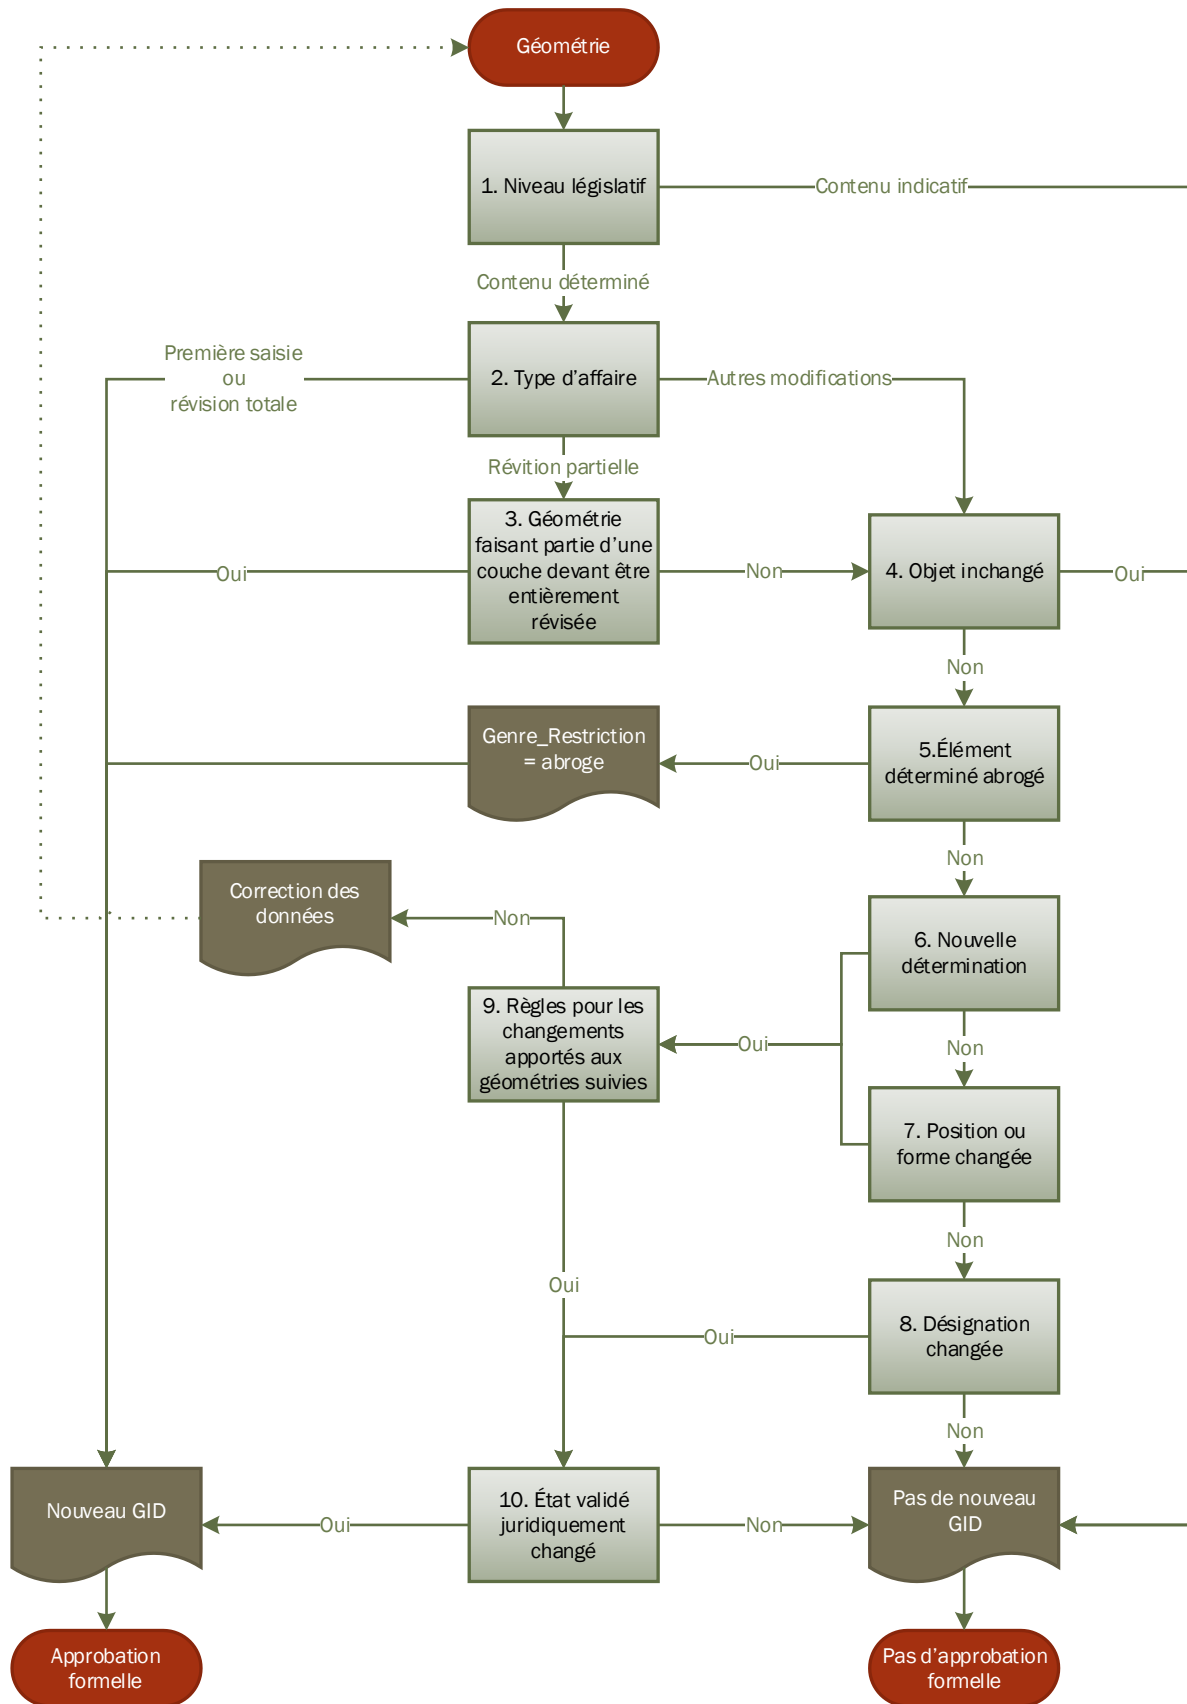 Géométrie
1. Niveau législatif
Contenu indicatif
Contenu déterminé
Première saisie
ou
révision totale
2. Type d'affaire
Autres modifications
Révition partielle
3. Géométrie
faisant partie d'une
couche devant être
entièrement
révisée
Oui
Non
4. Objet inchangé
Oui
Non
Genre_Restriction
= abroge
Oui
5.Élément
déterminé abrogé
Non
Correction des
données
Non
6. Nouvelle
détermination
9. Règles pour les
changements
apportés aux
géométries suivies
Oui
Non
7. Position ou
forme changée
Non
Oui
8. Désignation
changée
Oui
Non
Nouveau GID
Oui
10. État validé
juridiquement
changé
Non
Pas de nouveau
GID
Approbation
formelle
Pas d'approbation
formelle